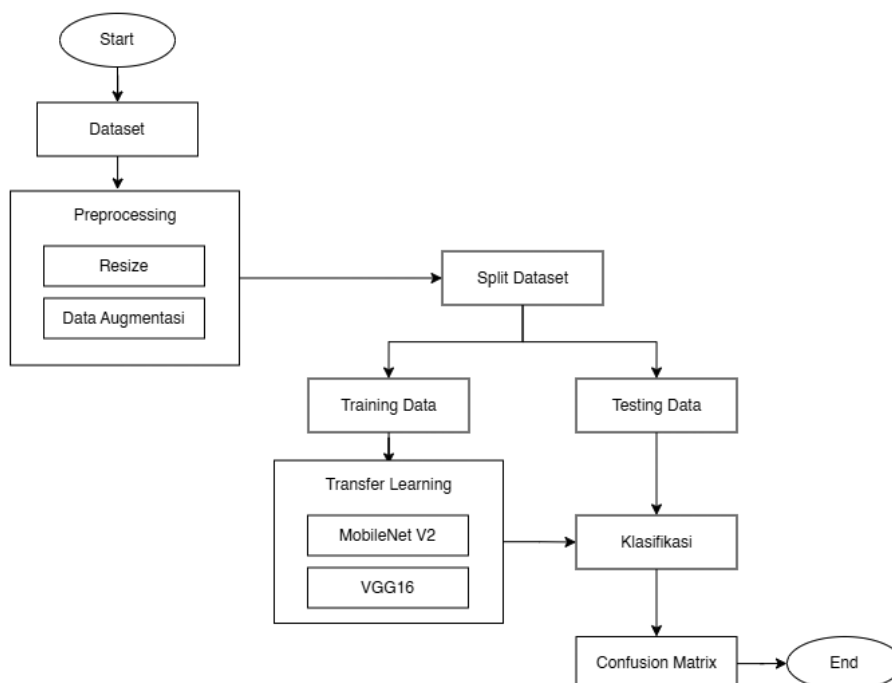 Start
Dataset
Preprocessing
Resize
Data Augmentasi
Split Dataset
Training Data
Testing Data
Transfer Learning
MobileNet V2
VGG16
Klasifikasi
Confusion Matrix
End